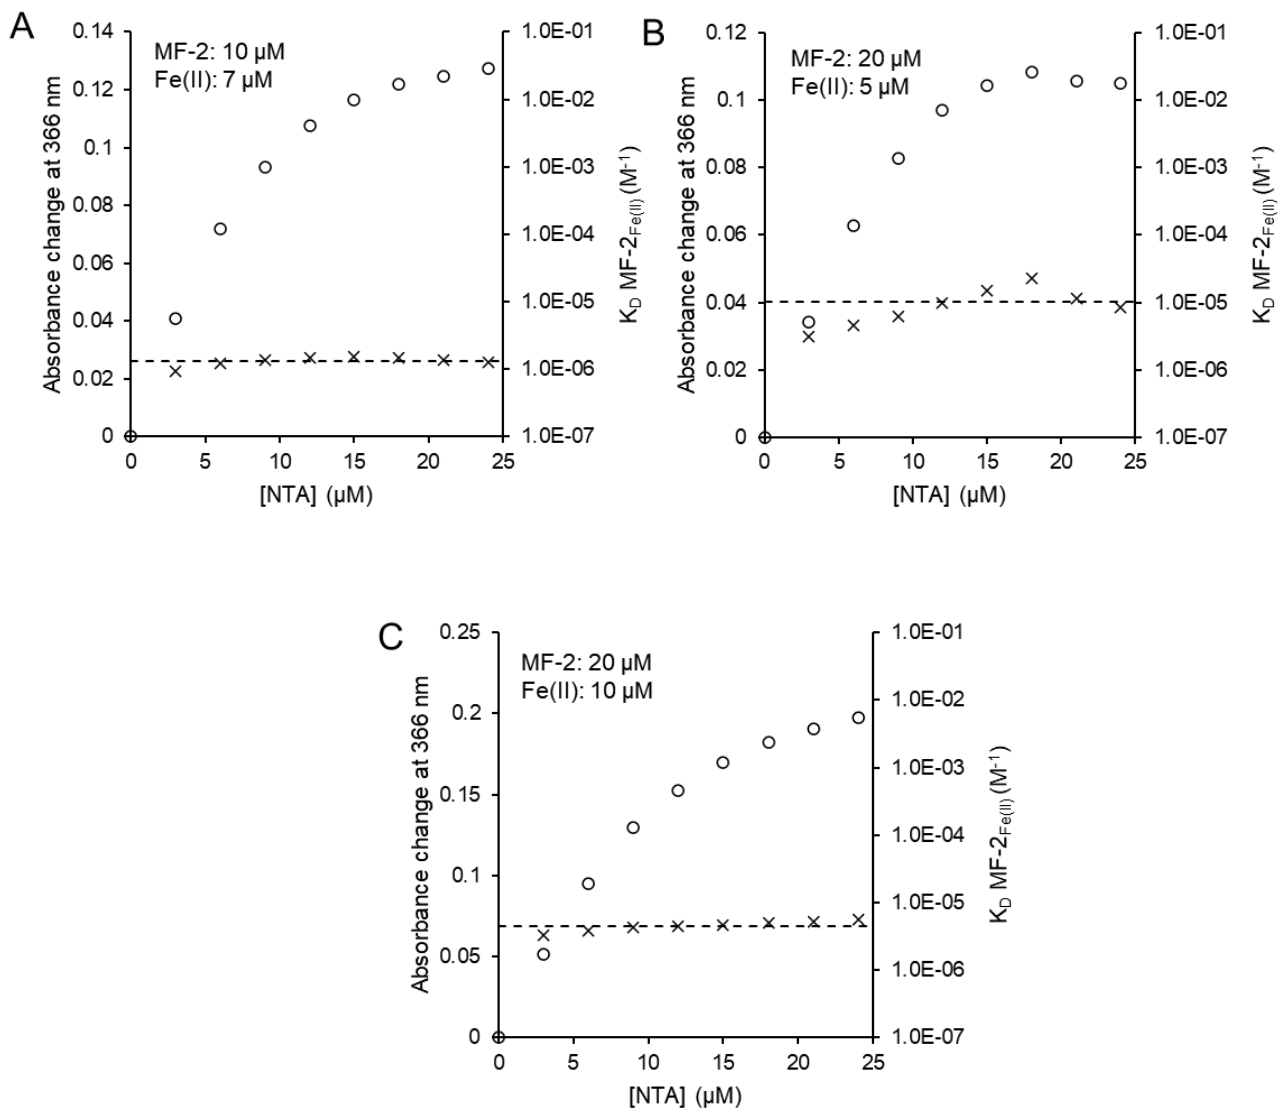 A
MF-2: 10 µM
Fe(II): 7 µM
Absorbance change at 366 nm
0.14
0.12
0.1
0.08
0.06
0.04
0.02
0
1.0E-01
1.0E-02
1.0E-03
1.0E-04
1.0E-05
1.0E-06
1.0E-07
K_D MF-2_Fe(II) (M⁻¹)
0 5 10 15 20 25
[NTA] (µM)
B
MF-2: 20 µM
Fe(II): 5 µM
Absorbance change at 366 nm
0.12
0.1
0.08
0.06
0.04
0.02
0
1.0E-01
1.0E-02
1.0E-03
1.0E-04
1.0E-05
1.0E-06
1.0E-07
K_D MF-2_Fe(II) (M⁻¹)
0 5 10 15 20 25
[NTA] (µM)
C
MF-2: 20 µM
Fe(II): 10 µM
Absorbance change at 366 nm
0.25
0.2
0.15
0.1
0.05
0
1.0E-01
1.0E-02
1.0E-03
1.0E-04
1.0E-05
1.0E-06
1.0E-07
K_D MF-2_Fe(II) (M⁻¹)
0 5 10 15 20 25
[NTA] (µM)